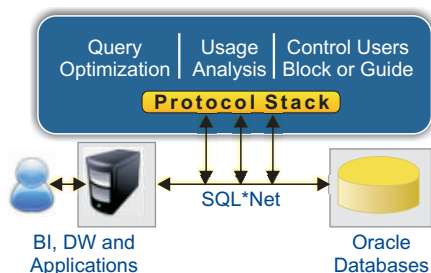 Query Optimization
Usage Analysis
Control Users Block or Guide
Protocol Stack
SQL*Net
BI, DW and Applications
Oracle Databases